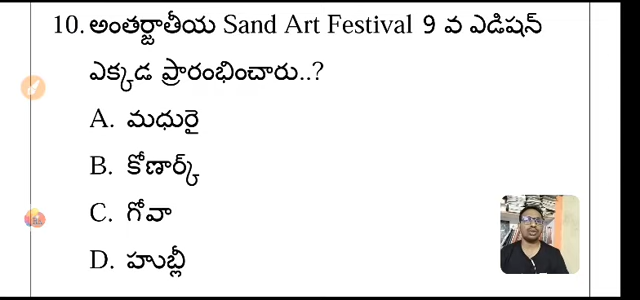 10. అంతర్జాతీయ Sand Art Festival 9 వ ఎడిషన్
ఎక్కడ ప్రారంభించారు..?
A. మధురై
B. కోణార్క్
C. గోవా
D. హుబ్లీ